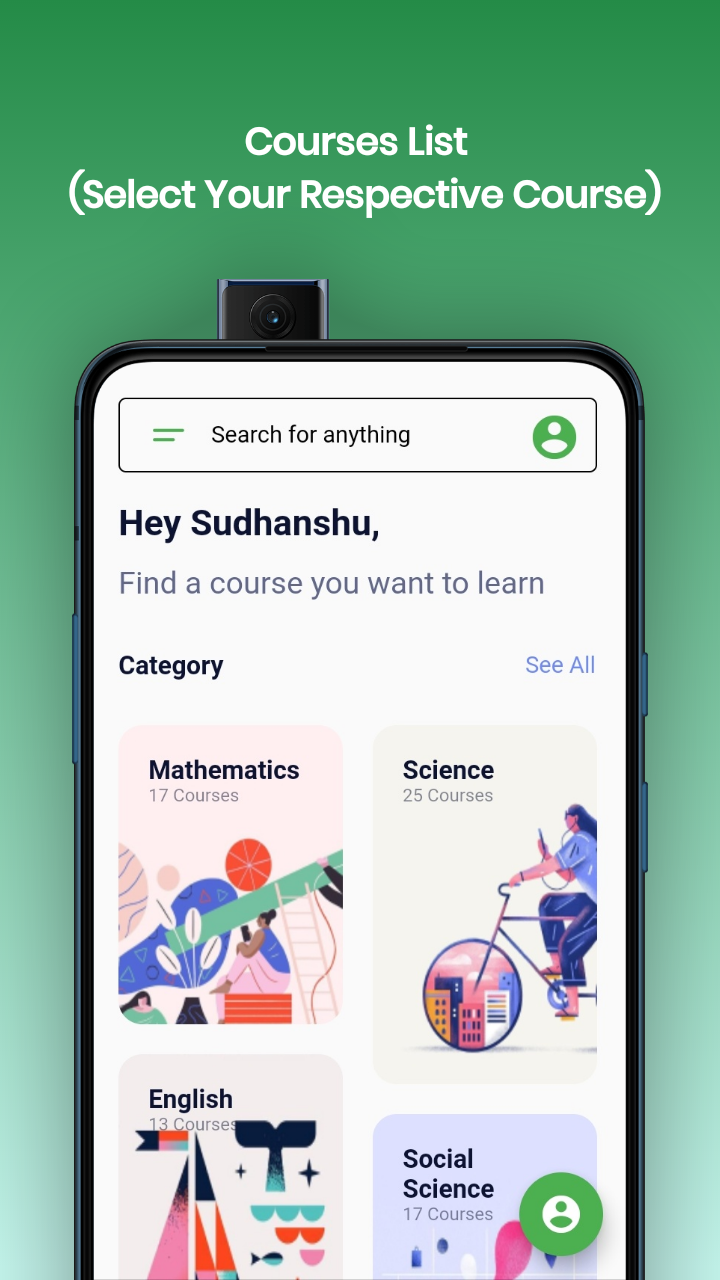 Courses List
(Select Your Respective Course)
Search for anything
Hey Sudhanshu,
Find a course you want to learn
Category
See All
Mathematics
17 Courses
Science
25 Courses
English
13 Courses
Social
Science
17 Courses